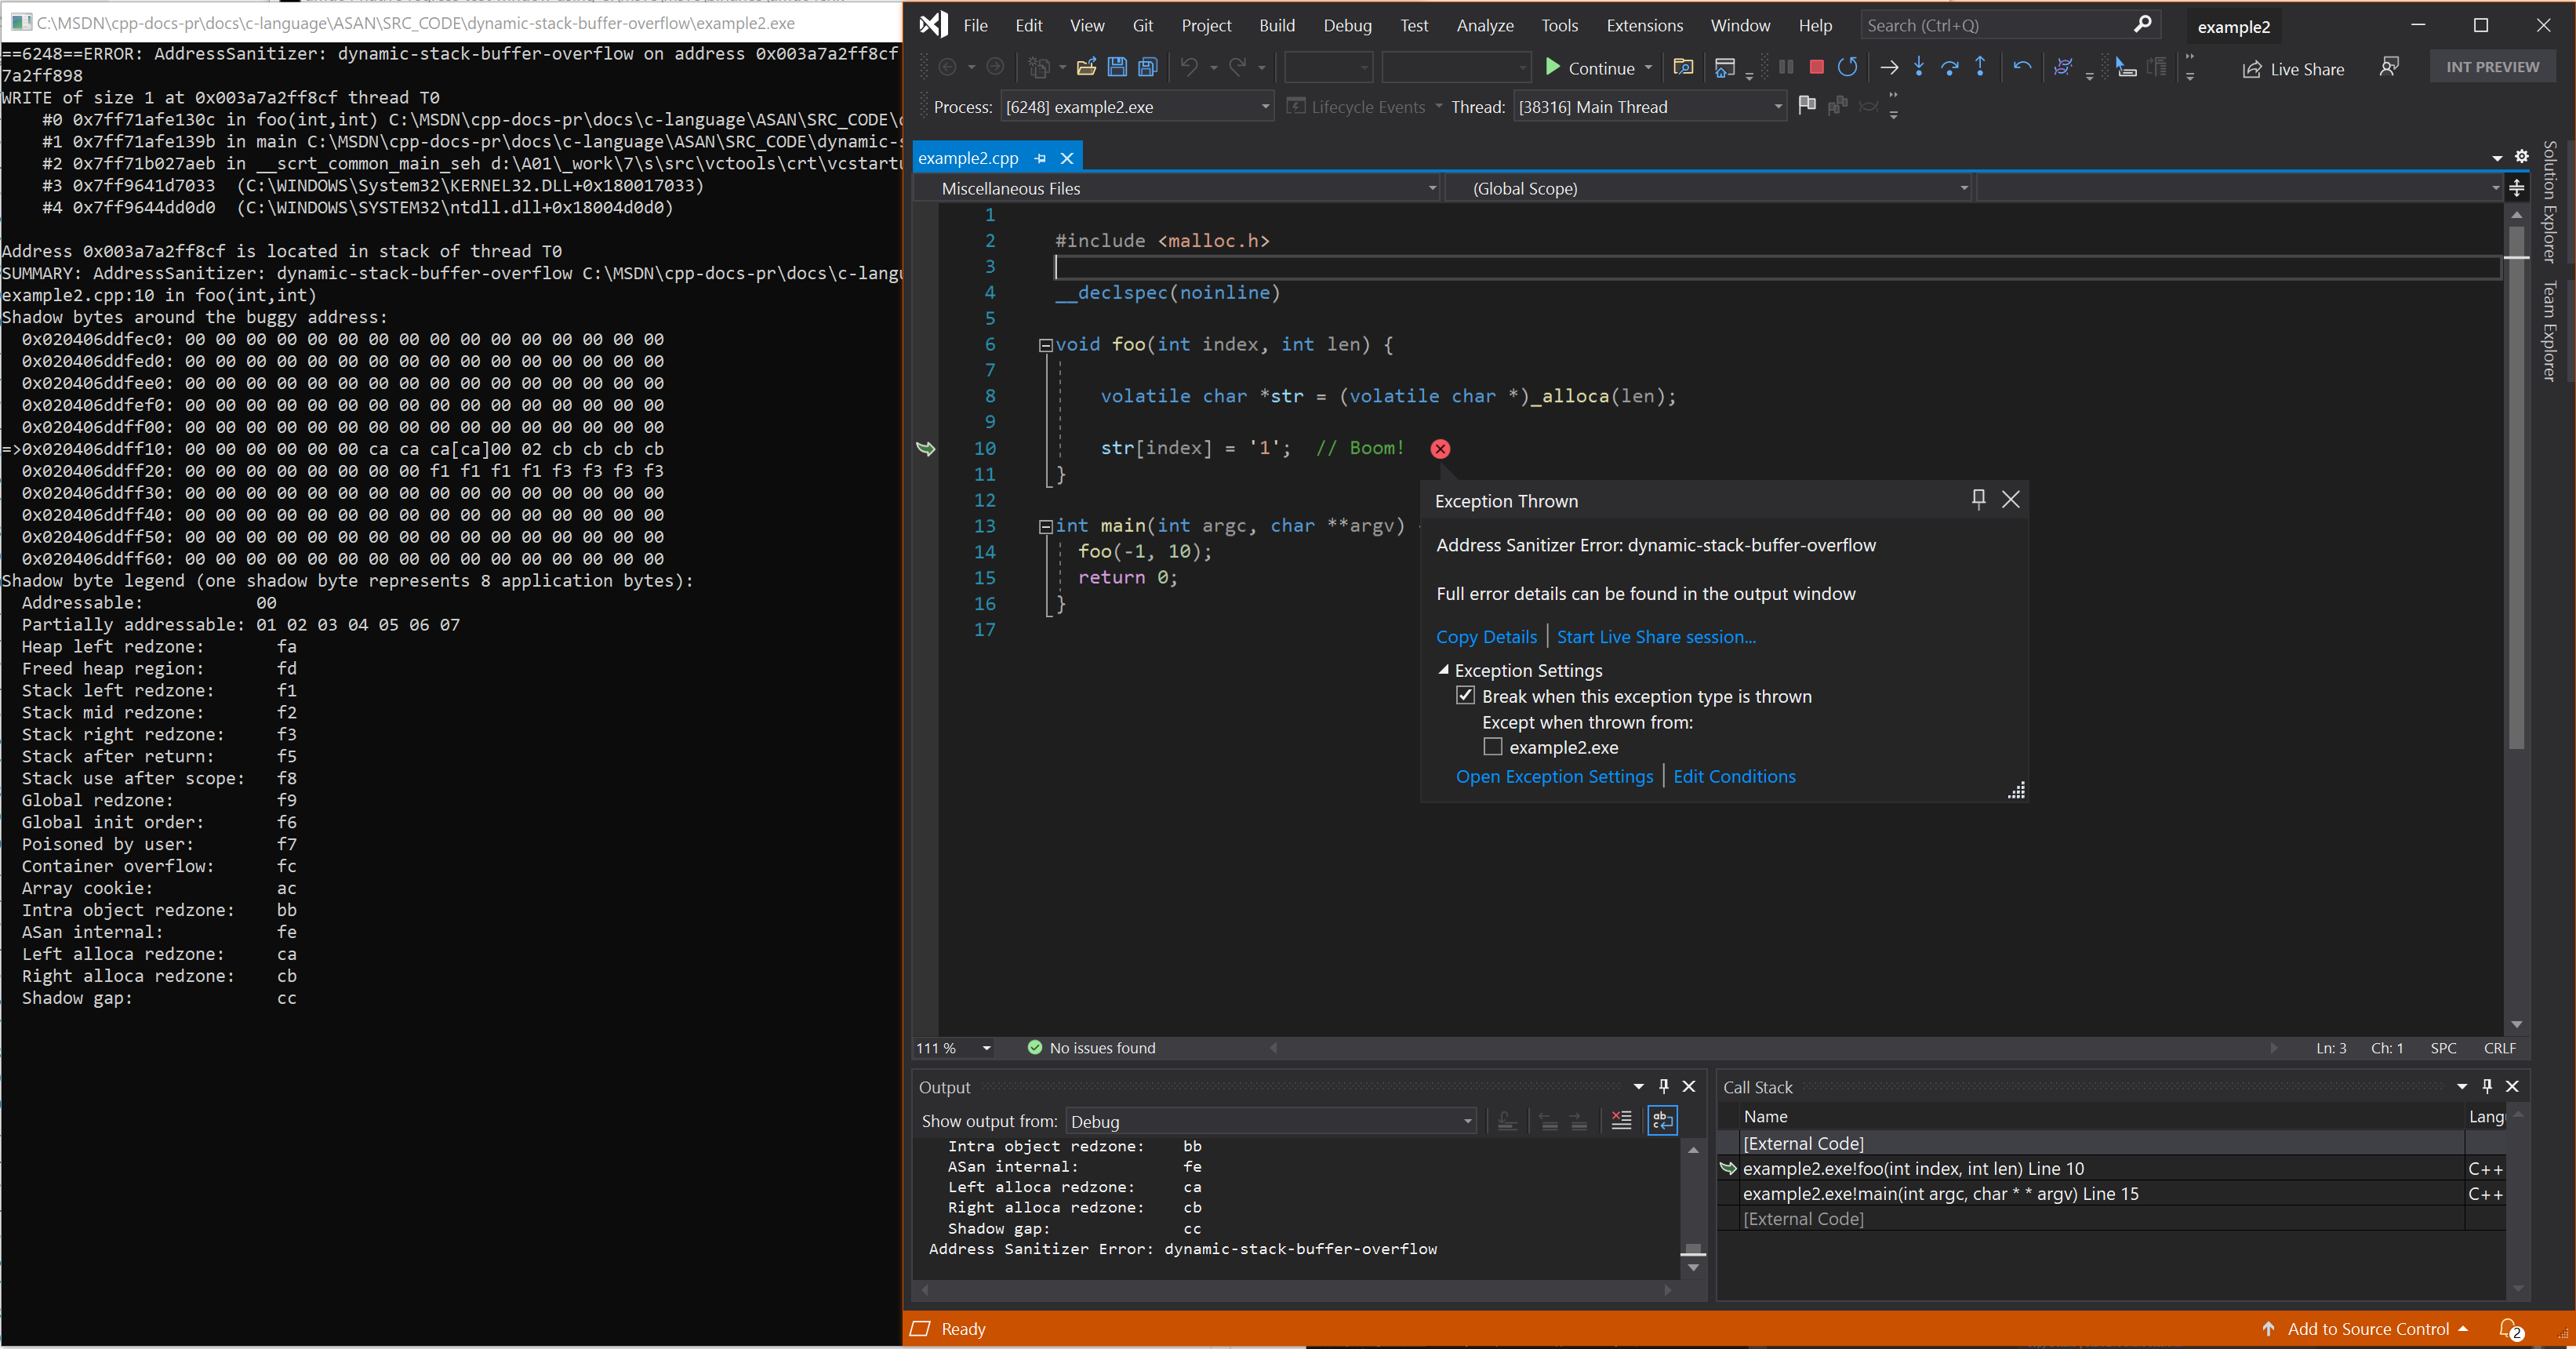 C:\MSDN\cpp-docs-pr\docs\c-language\ASAN\SRC_CODE\dynamic-stack-buffer-overflow\example2.exe
==6248==ERROR: AddressSanitizer: dynamic-stack-buffer-overflow on address 0x003a7a2ff8cf
7a2ff898
WRITE of size 1 at 0x003a7a2ff8cf thread T0
#0 0x7ff71afe130c in foo(int,int) C:\MSDN\cpp-docs-pr\docs\c-language\ASAN\SRC_CODE\
#1 0x7ff71afe139b in main C:\MSDN\cpp-docs-pr\docs\c-language\ASAN\SRC_CODE\dynamic-s
#2 0x7ff71b027aeb in __scrt_common_main_seh d:\A01\_work\7\s\src\vctools\crt\vcstartu
#3 0x7ff9641d7033  (C:\WINDOWS\System32\KERNEL32.DLL+0x180017033)
#4 0x7ff9644dd0d0  (C:\WINDOWS\SYSTEM32\ntdll.dll+0x18004d0d0)
Address 0x003a7a2ff8cf is located in stack of thread T0
SUMMARY: AddressSanitizer: dynamic-stack-buffer-overflow C:\MSDN\cpp-docs-pr\docs\c-langu
example2.cpp:10 in foo(int,int)
Shadow bytes around the buggy address:
0x020406ddfec0: 00 00 00 00 00 00 00 00 00 00 00 00 00 00 00 00
0x020406ddfed0: 00 00 00 00 00 00 00 00 00 00 00 00 00 00 00 00
0x020406ddfee0: 00 00 00 00 00 00 00 00 00 00 00 00 00 00 00 00
0x020406ddfef0: 00 00 00 00 00 00 00 00 00 00 00 00 00 00 00 00
0x020406ddff00: 00 00 00 00 00 00 00 00 00 00 00 00 00 00 00 00
=>0x020406ddff10: 00 00 00 00 00 00 ca ca ca[ca]00 02 cb cb cb cb
0x020406ddff20: 00 00 00 00 00 00 00 00 f1 f1 f1 f1 f3 f3 f3 f3
0x020406ddff30: 00 00 00 00 00 00 00 00 00 00 00 00 00 00 00 00
0x020406ddff40: 00 00 00 00 00 00 00 00 00 00 00 00 00 00 00 00
0x020406ddff50: 00 00 00 00 00 00 00 00 00 00 00 00 00 00 00 00
0x020406ddff60: 00 00 00 00 00 00 00 00 00 00 00 00 00 00 00 00
Shadow byte legend (one shadow byte represents 8 application bytes):
Addressable: 00
Partially addressable: 01 02 03 04 05 06 07
Heap left redzone: fa
Freed heap region: fd
Stack left redzone: f1
Stack mid redzone: f2
Stack right redzone: f3
Stack after return: f5
Stack use after scope: f8
Global redzone: f9
Global init order: f6
Poisoned by user: f7
Container overflow: fc
Array cookie: ac
Intra object redzone: bb
ASan internal: fe
Left alloca redzone: ca
Right alloca redzone: cb
Shadow gap: cc
File Edit View Git Project Build Debug Test Analyze Tools Extensions Window Help Search (Ctrl+Q) example2
Continue Live Share INT PREVIEW
Process: [6248] example2.exe Lifecycle Events Thread: [38316] Main Thread
example2.cpp
Miscellaneous Files (Global Scope)
1
2 #include <malloc.h>
3
4 __declspec(noinline)
5
6 void foo(int index, int len) {
7
8 volatile char *str = (volatile char *)_alloca(len);
9
10 str[index] = '1';  // Boom!
11 }
12
13 int main(int argc, char **argv)
14 foo(-1, 10);
15 return 0;
16 }
17
Exception Thrown
Address Sanitizer Error: dynamic-stack-buffer-overflow
Full error details can be found in the output window
Copy Details | Start Live Share session...
Exception Settings
Break when this exception type is thrown
Except when thrown from:
example2.exe
Open Exception Settings | Edit Conditions
Solution Explorer
Team Explorer
111 % No issues found Ln: 3 Ch: 1 SPC CRLF
Output
Show output from: Debug
Intra object redzone: bb
ASan internal: fe
Left alloca redzone: ca
Right alloca redzone: cb
Shadow gap: cc
Address Sanitizer Error: dynamic-stack-buffer-overflow
Call Stack
Name Lang
[External Code]
example2.exe!foo(int index, int len) Line 10 C++
example2.exe!main(int argc, char * * argv) Line 15 C++
[External Code]
Ready Add to Source Control 2